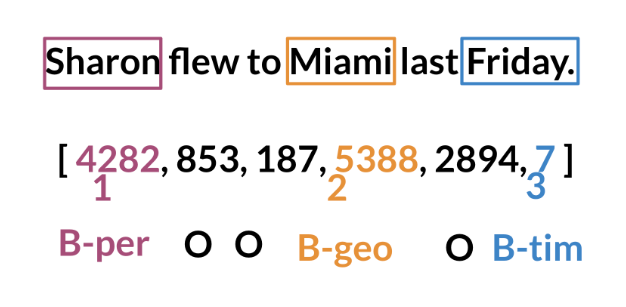 Sharon flew to Miami last Friday.
[ 4282, 853, 187, 5388, 2894, 7 ]
1 2 3
B-per O O B-geo O B-tim